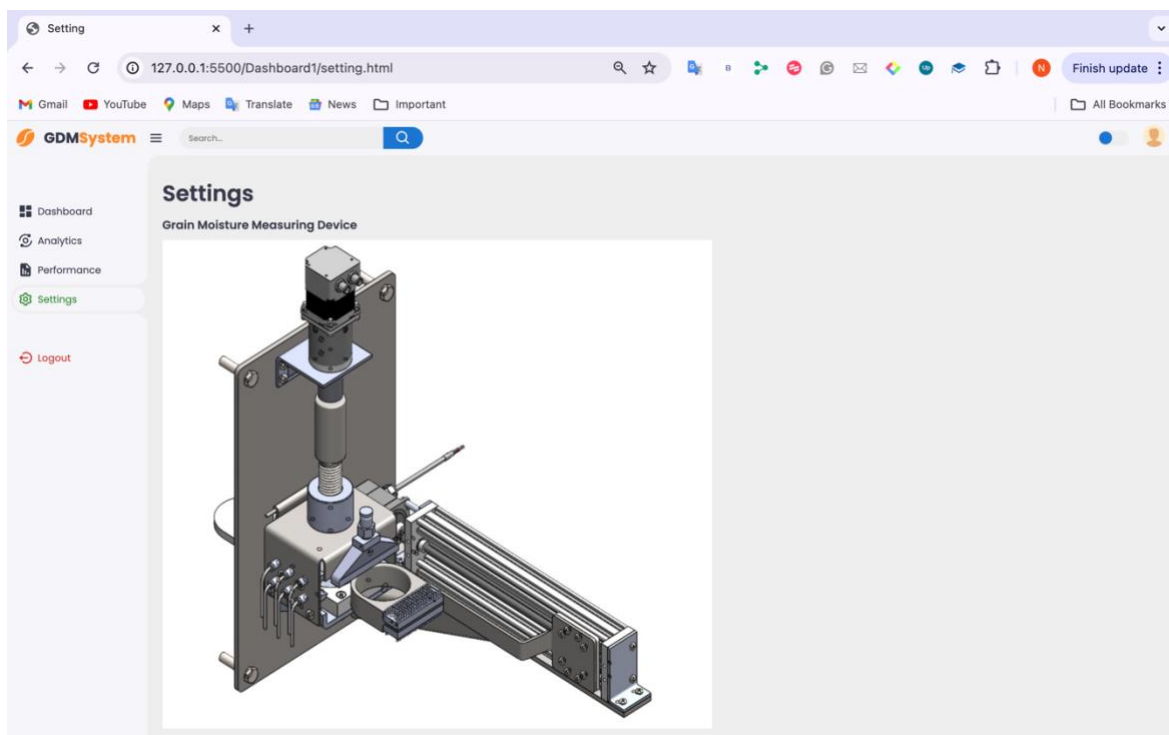 Setting
127.0.0.1:5500/Dashboard1/setting.html
N
Finish update
Gmail
YouTube
Maps
Translate
News
Important
All Bookmarks
GDMSystem
Search...
Dashboard
Analytics
Performance
Settings
Logout
Settings
Grain Moisture Measuring Device